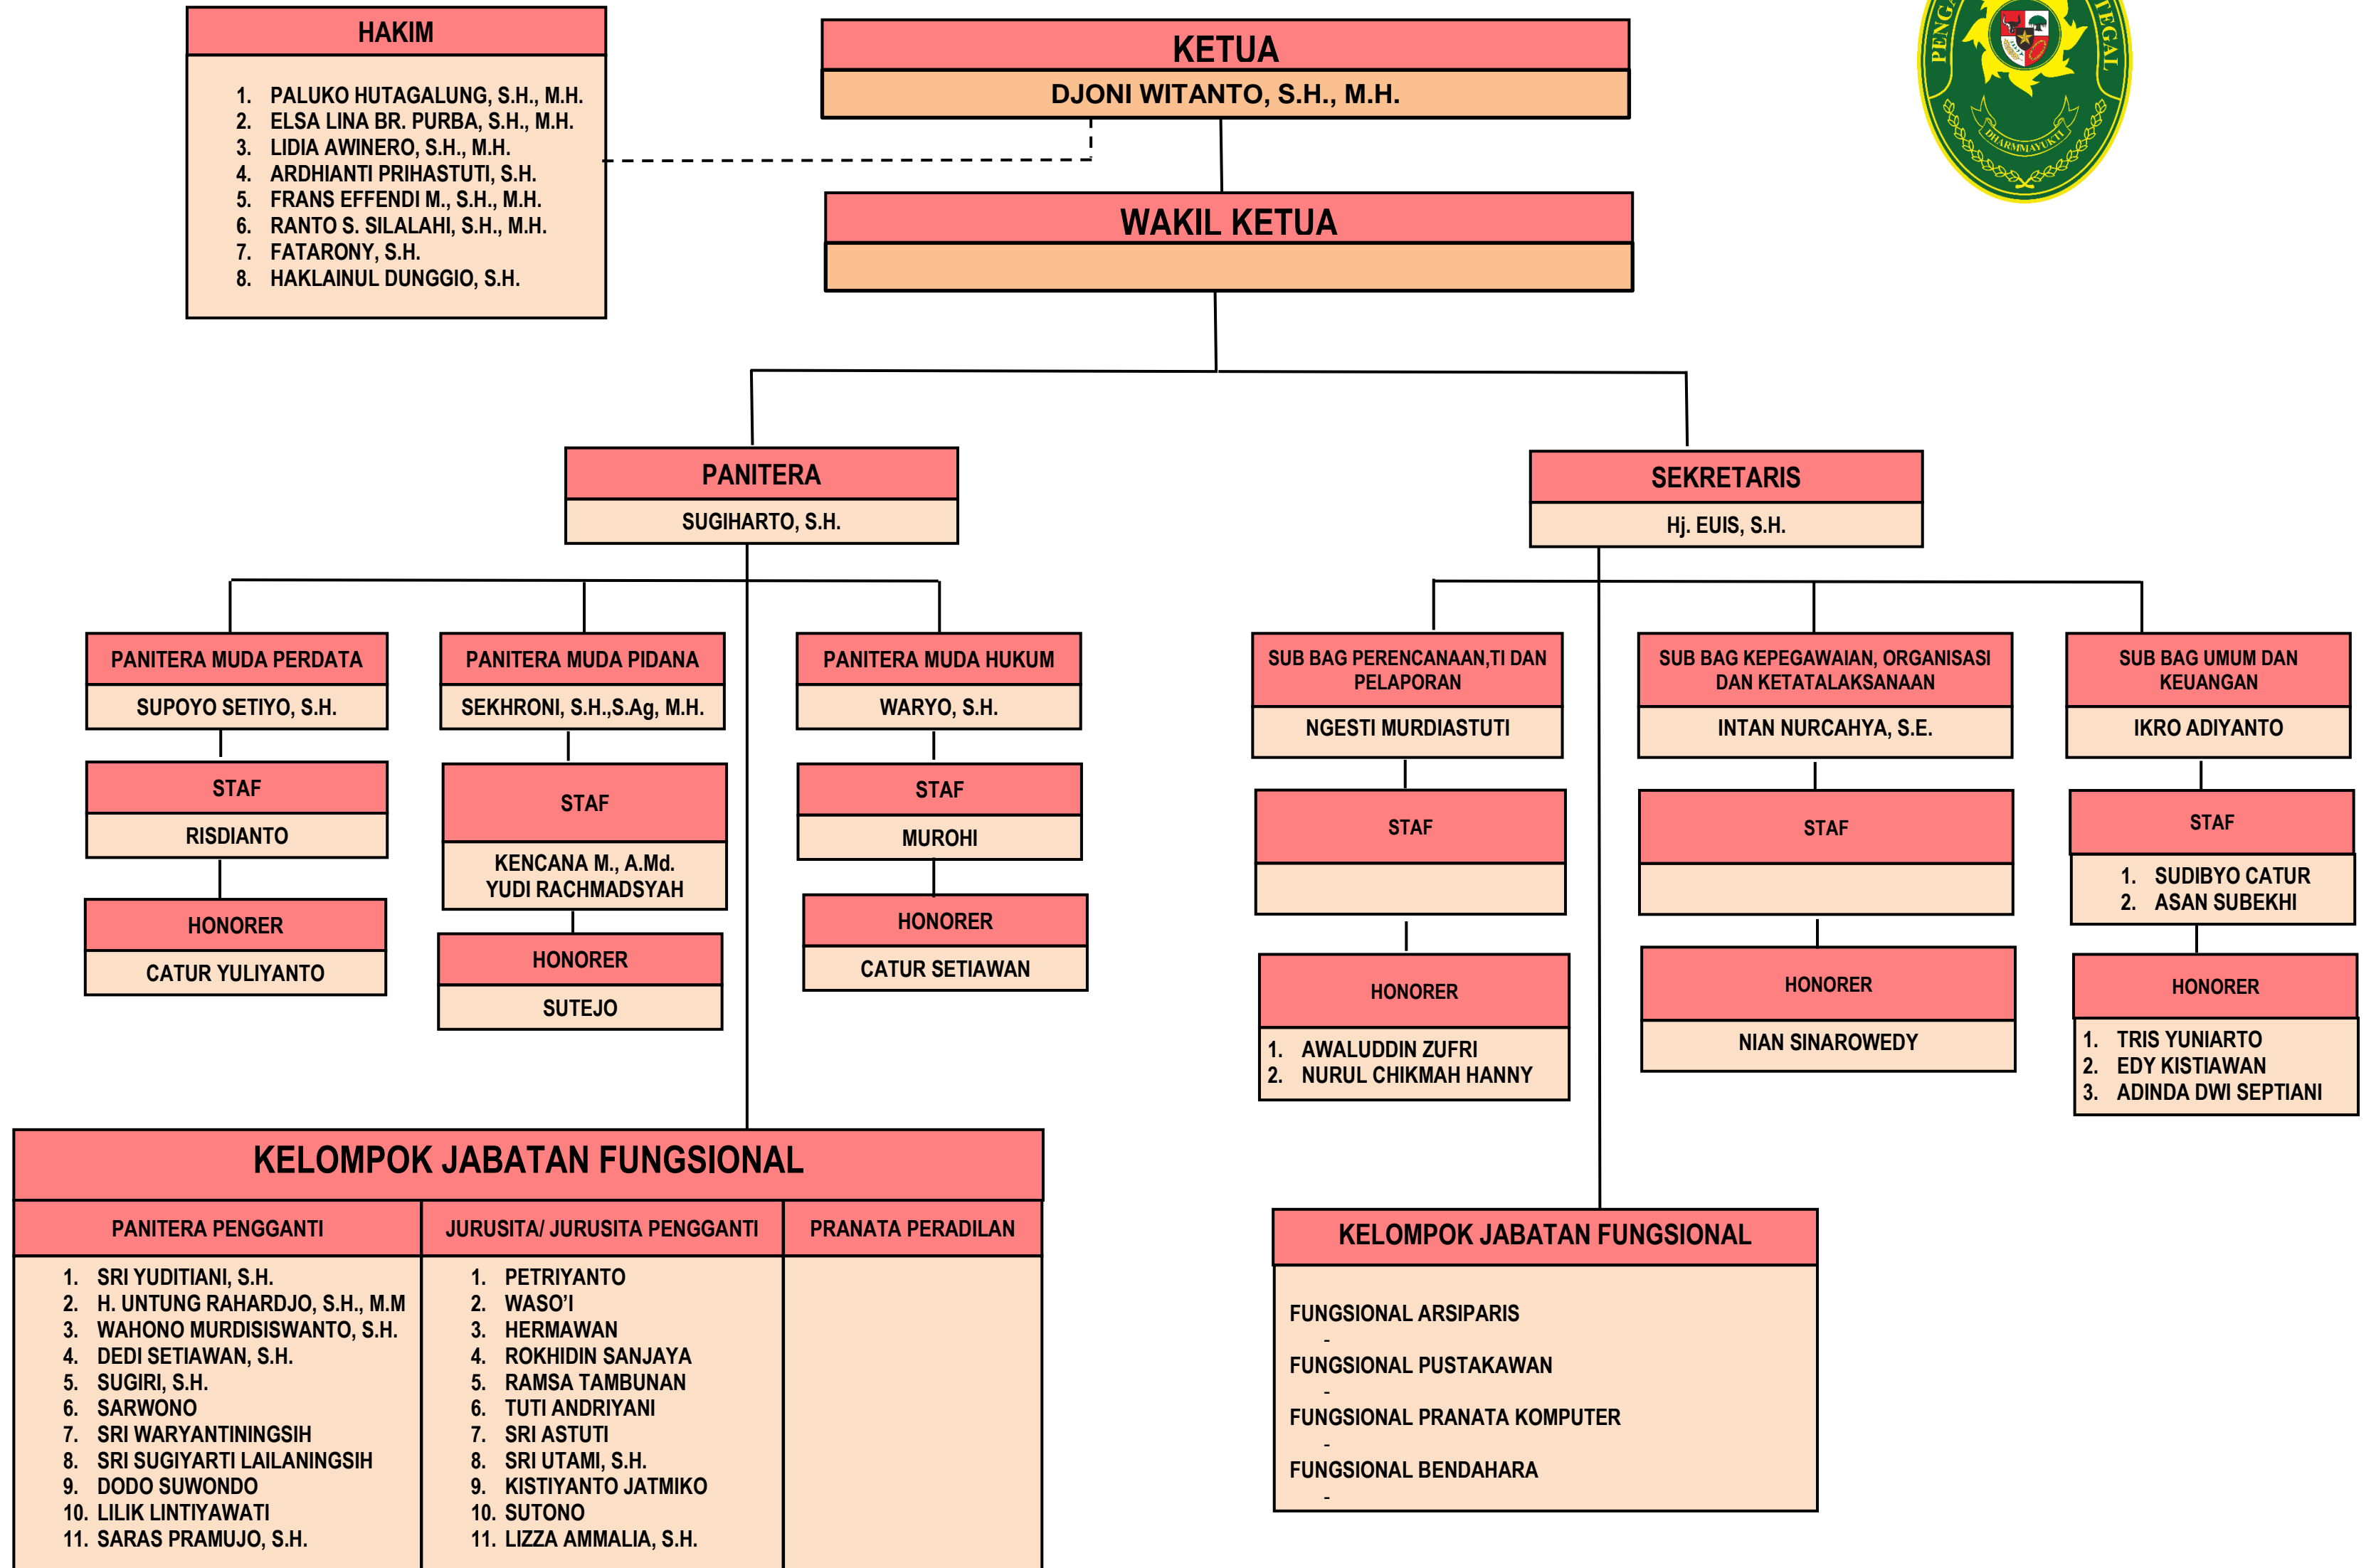 HAKIM
1. PALUKO HUTAGALUNG, S.H., M.H.
2. ELSA LINA BR. PURBA, S.H., M.H.
3. LIDIA AWINERO, S.H., M.H.
4. ARDHIANTI PRIHASTUTI, S.H.
5. FRANS EFFENDI M., S.H., M.H.
6. RANTO S. SILALAHI, S.H., M.H.
7. FATARONY, S.H.
8. HAKLAINUL DUNGGIO, S.H.
KETUA
DJONI WITANTO, S.H., M.H.
DHARMMAYUKTI
WAKIL KETUA
PANITERA
SUGIHARTO, S.H.
SEKRETARIS
Hj. EUIS, S.H.
PANITERA MUDA PERDATA
SUPOYO SETIYO, S.H.
STAF
RISDIANTO
HONORER
CATUR YULIYANTO
PANITERA MUDA PIDANA
SEKHRONI, S.H.,S.Ag, M.H.
STAF
KENCANA M., A.Md.
YUDI RACHMADSYAH
HONORER
SUTEJO
PANITERA MUDA HUKUM
WARYO, S.H.
STAF
MUROHI
HONORER
CATUR SETIAWAN
SUB BAG PERENCANAAN,TI DAN
PELAPORAN
NGESTI MURDIASTUTI
STAF
HONORER
1. AWALUDDIN ZUFRI
2. NURUL CHIKMAH HANNY
SUB BAG KEPEGAWAIAN, ORGANISASI
DAN KETATALAKSANAAN
INTAN NURCAHYA, S.E.
STAF
HONORER
NIAN SINAROWEDY
SUB BAG UMUM DAN
KEUANGAN
IKRO ADIYANTO
STAF
1. SUDIBYO CATUR
2. ASAN SUBEKHI
HONORER
1. TRIS YUNIARTO
2. EDY KISTIAWAN
3. ADINDA DWI SEPTIANI
KELOMPOK JABATAN FUNGSIONAL
PANITERA PENGGANTI
1. SRI YUDITIANI, S.H.
2. H. UNTUNG RAHARDJO, S.H., M.M
3. WAHONO MURDISISWANTO, S.H.
4. DEDI SETIAWAN, S.H.
5. SUGIRI, S.H.
6. SARWONO
7. SRI WARYANTININGSIH
8. SRI SUGIYARTI LAILANINGSIH
9. DODO SUWONDO
10. LILIK LINTIYAWATI
11. SARAS PRAMUJO, S.H.
JURUSITA/ JURUSITA PENGGANTI
1. PETRIYANTO
2. WASO’I
3. HERMAWAN
4. ROKHIDIN SANJAYA
5. RAMSA TAMBUNAN
6. TUTI ANDRIYANI
7. SRI ASTUTI
8. SRI UTAMI, S.H.
9. KISTIYANTO JATMIKO
10. SUTONO
11. LIZZA AMMALIA, S.H.
PRANATA PERADILAN
KELOMPOK JABATAN FUNGSIONAL
FUNGSIONAL ARSIPARIS
-
FUNGSIONAL PUSTAKAWAN
-
FUNGSIONAL PRANATA KOMPUTER
-
FUNGSIONAL BENDAHARA
-